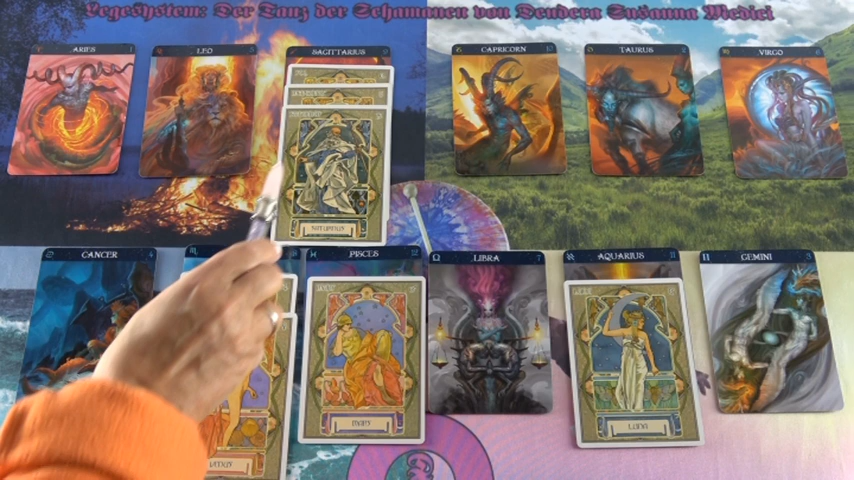 Legesystem: Der Tanz der Schamanen von Dendera Susanna Medici
ARIES
LEO
SAGITTARIUS
CAPRICORN
TAURUS
VIRGO
SATURNUS
CANCER
PISCES
LIBRA
AQUARIUS
GEMINI
LUNA